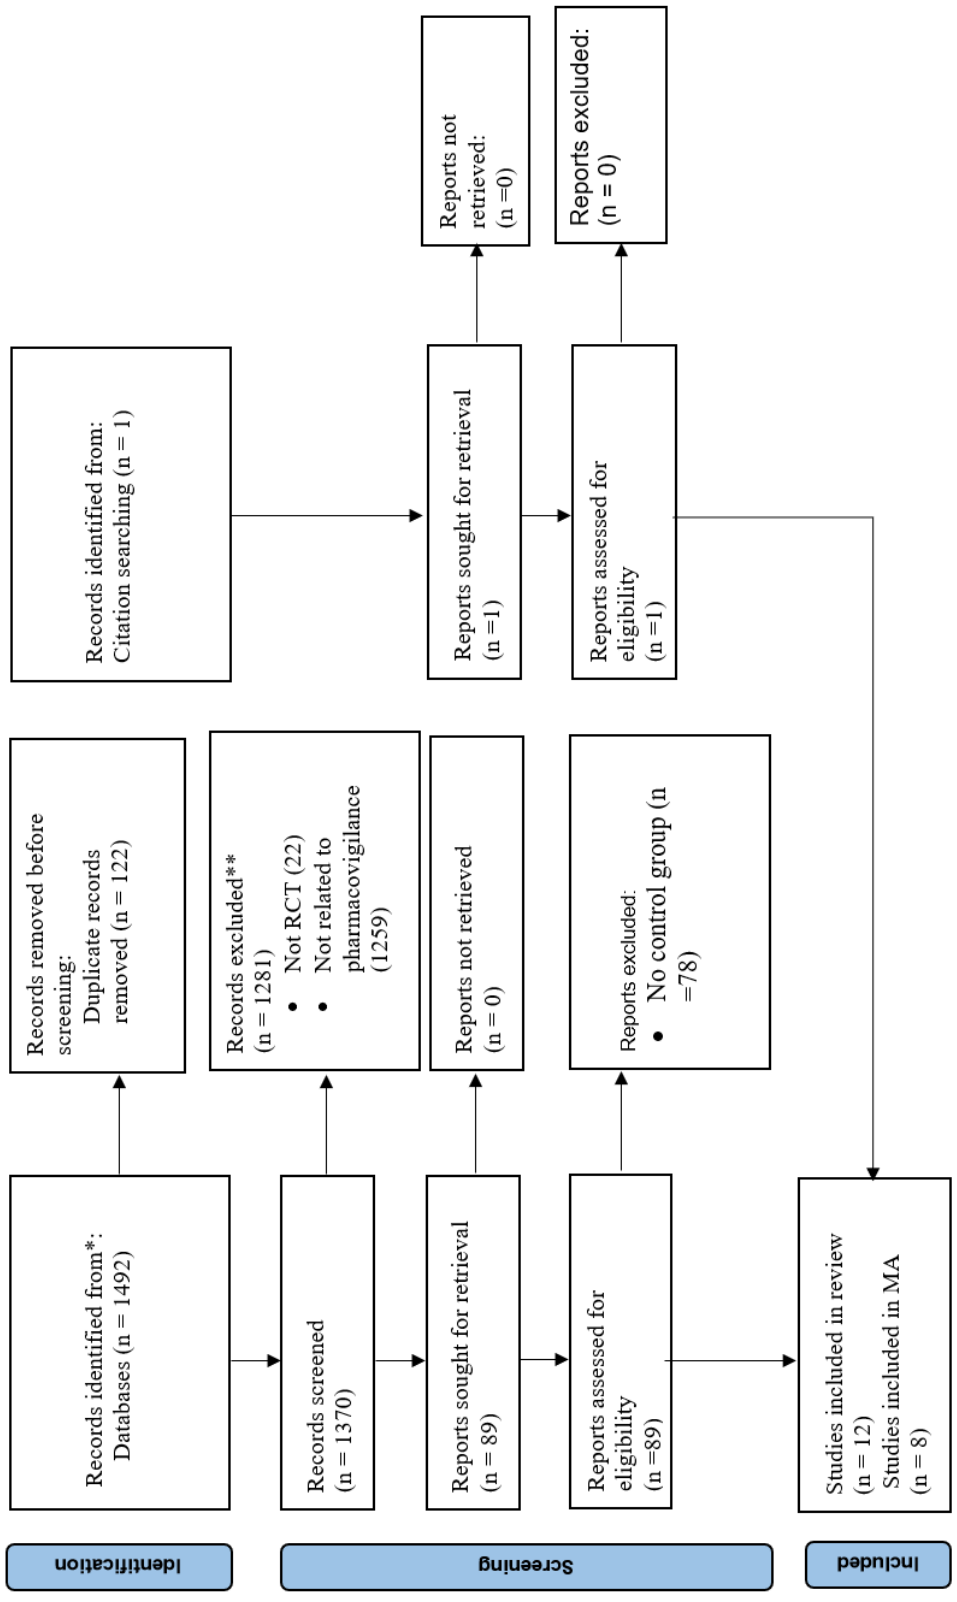 Identification
Records identified from*:
Databases (n = 1492)
Records removed before
screening:
Duplicate records
removed (n = 122)
Records identified from:
Citation searching (n = 1)
Screening
Records screened
(n = 1370)
Records excluded**
(n = 1281)
● Not RCT (22)
● Not related to
pharmacovigilance
(1259)
Reports sought for retrieval
(n = 89)
Reports not retrieved
(n = 0)
Reports sought for retrieval
(n =1)
Reports not
retrieved:
(n =0)
Reports assessed for
eligibility
(n =89)
Reports excluded:
● No control group (n
=78)
Reports assessed for
eligibility
(n =1)
Reports excluded:
(n = 0)
Included
Studies included in review
(n = 12)
Studies included in MA
(n = 8)